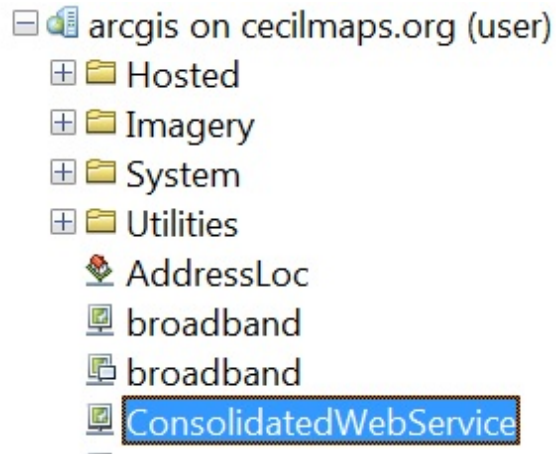 arcgis on cecilmaps.org (user)
Hosted
Imagery
System
Utilities
AddressLoc
broadband
broadband
ConsolidatedWebService